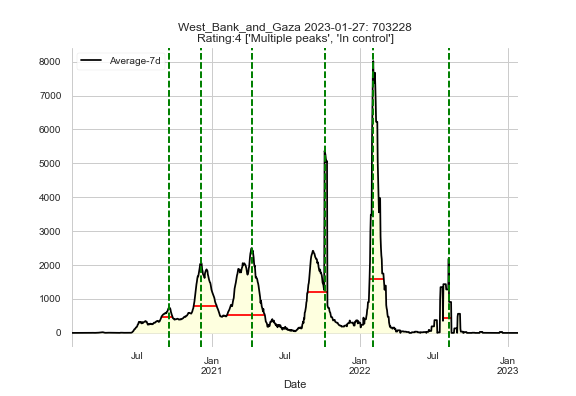 West_Bank_and_Gaza 2023-01-27: 703228
Rating:4 ['Multiple peaks', 'In control']
Average-7d
8000
7000
6000
5000
4000
3000
2000
1000
0
Jul
Jan
2021
Jul
Jan
2022
Jul
Jan
2023
Date